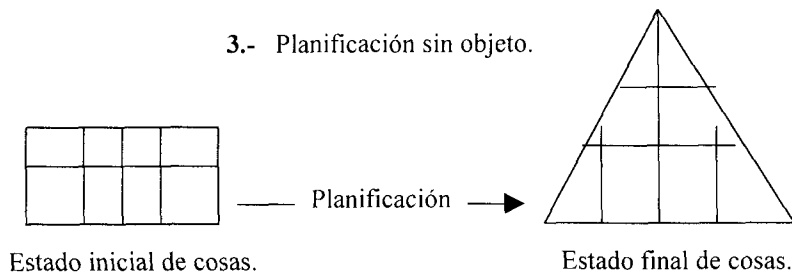 3.- Planificación sin objeto.
Planificación
Estado inicial de cosas.
Estado final de cosas.